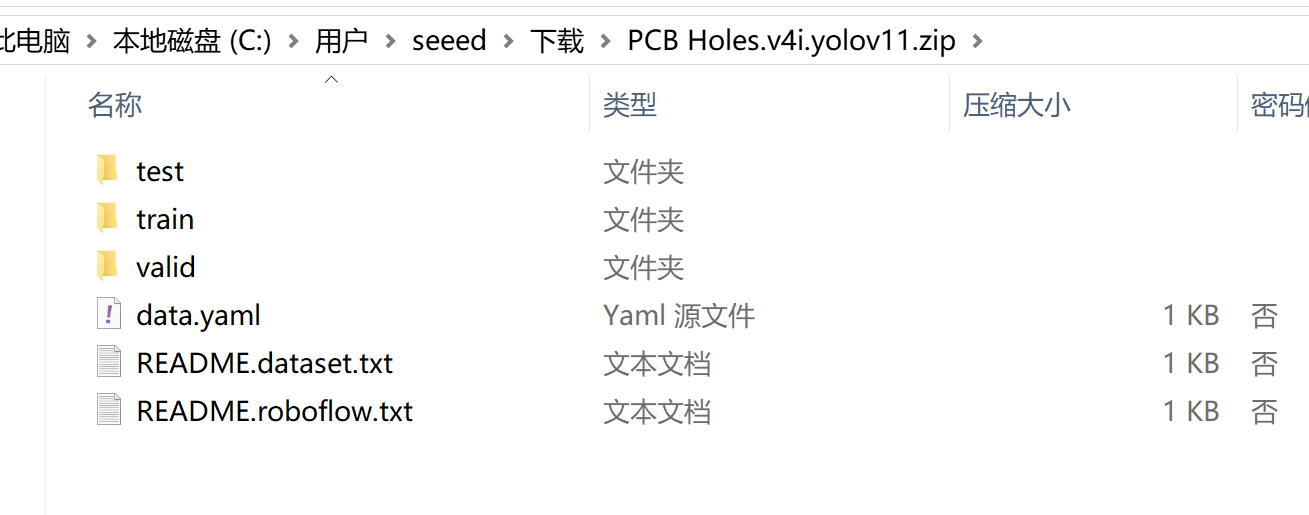 此电脑 > 本地磁盘 (C:) > 用户 > seeed > 下载 > PCB Holes.v4i.yolov11.zip >
名称 类型 压缩大小 密码保
test 文件夹
train 文件夹
valid 文件夹
data.yaml Yaml 源文件 1 KB 否
README.dataset.txt 文本文档 1 KB 否
README.roboflow.txt 文本文档 1 KB 否